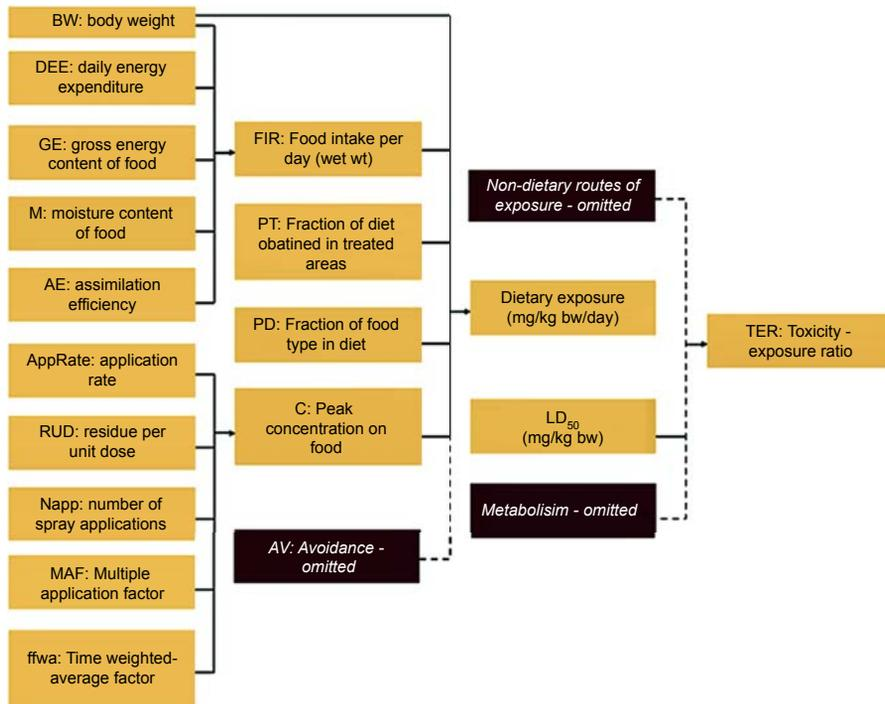 BW: body weight
DEE: daily energy
expenditure
GE: gross energy
content of food
M: moisture content
of food
AE: assimilation
efficiency
AppRate: application
rate
RUD: residue per
unit dose
Napp: number of
spray applications
MAF: Multiple
application factor
ffwa: Time weighted-
average factor
FIR: Food intake per
day (wet wt)
PT: Fraction of diet
obatined in treated
areas
PD: Fraction of food
type in diet
C: Peak
concentration on
food
AV: Avoidance -
omitted
Non-dietary routes of
exposure - omitted
Dietary exposure
(mg/kg bw/day)
LD50
(mg/kg bw)
Metabolisim - omitted
TER: Toxicity -
exposure ratio